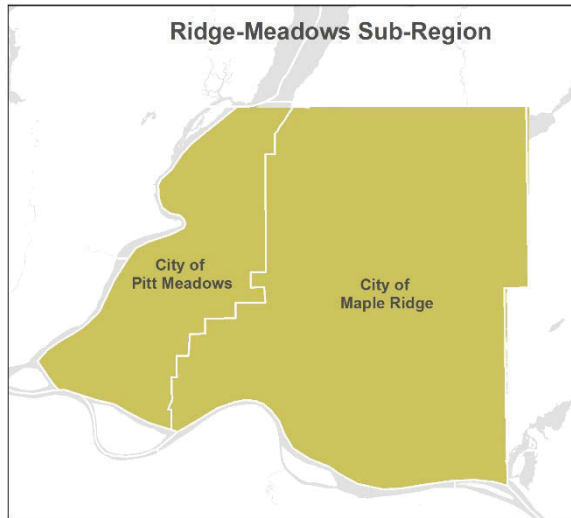 Ridge-Meadows Sub-Region
City of
Pitt Meadows
City of
Maple Ridge